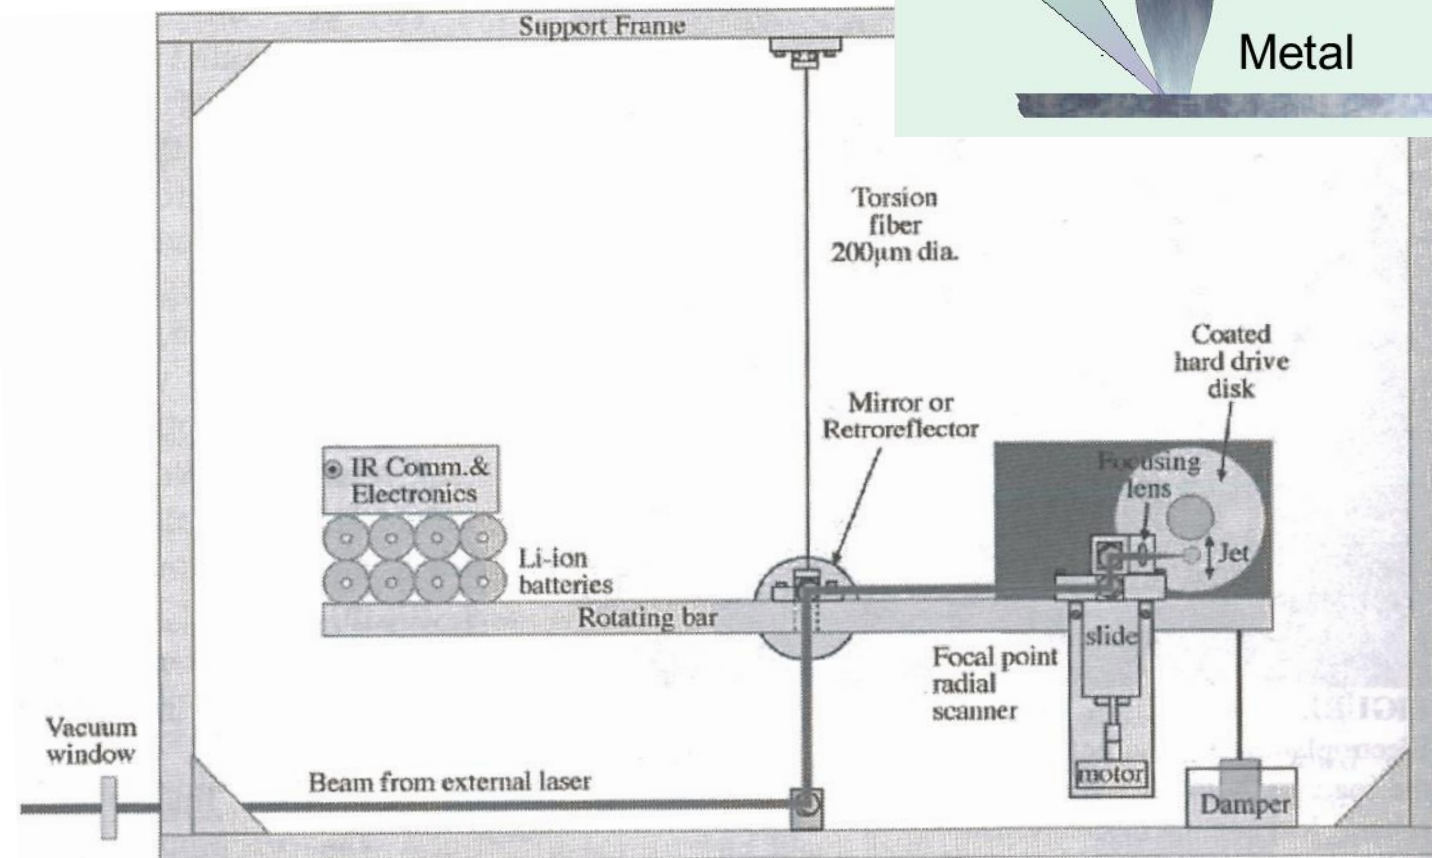 Support Frame
Metal
Torsion
fiber
200µm dia.
Coated
hard drive
disk
Mirror or
Retroreflector
IR Comm.&
Electronics
Focusing
lens
Jet
Li-ion
batteries
Rotating bar
slide
Focal point
radial
scanner
Vacuum
window
Beam from external laser
motor
Damper